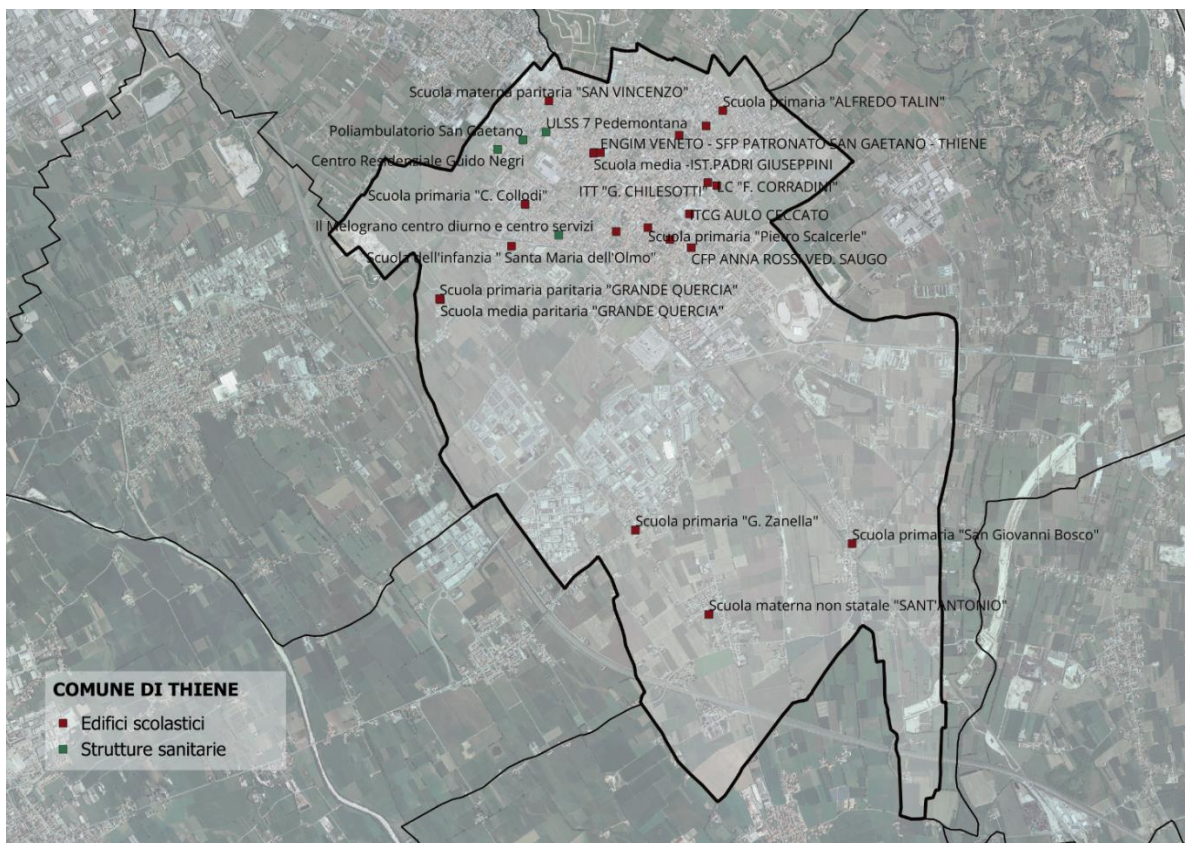 Scuola materna paritaria "SAN VINCENZO"
Scuola primaria "ALFREDO TALIN"
ULSS 7 Pedemontana
Poliambulatorio San Gaetano
ENGIM VENETO - SFP PATRONATO SAN GAETANO - THIENE
Centro Residenziale Guido Negri
Scuola media -IST.PADRI GIUSEPPINI
ITT "G. CHILESOTTI"
LC "F. CORRADINI"
Scuola primaria "C. Collodi"
ITCG AULO CECCATO
Il Melograno centro diurno e centro servizi
Scuola primaria "Pietro Scalcerle"
Scuola dell'infanzia " Santa Maria dell'Olmo"
CFP ANNA ROSSI VED. SAUGO
Scuola primaria paritaria "GRANDE QUERCIA"
Scuola media paritaria "GRANDE QUERCIA"
Scuola primaria "G. Zanella"
Scuola primaria "San Giovanni Bosco"
Scuola materna non statale "SANT'ANTONIO"
COMUNE DI THIENE
Edifici scolastici
Strutture sanitarie